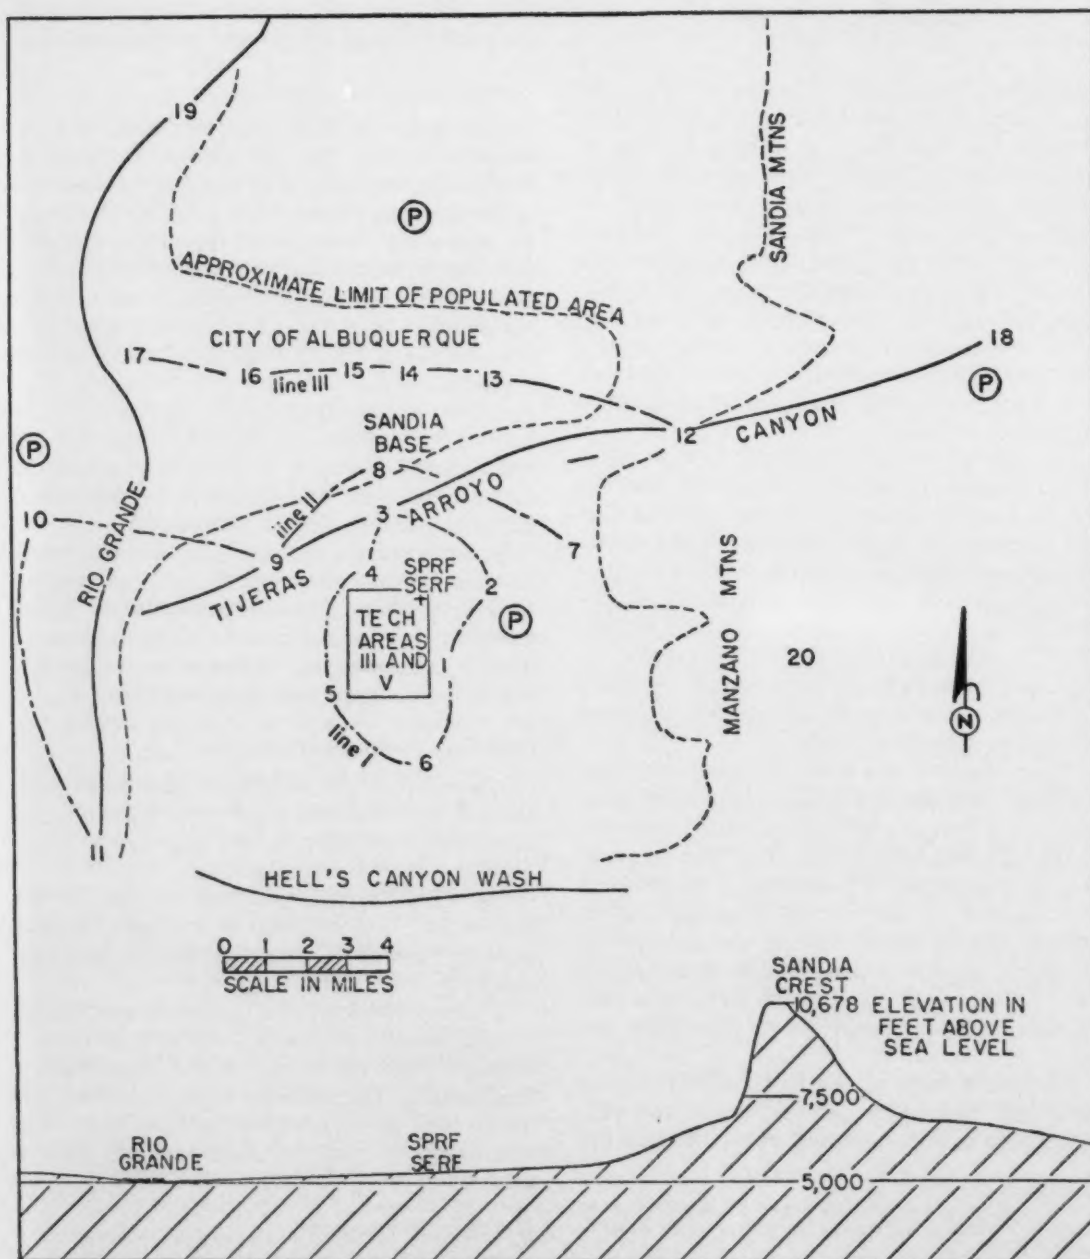 19
SANDIA MTNS
P
APPROXIMATE LIMIT OF POPULATED AREA
CITY OF ALBUQUERQUE
17
16
line III
15
14
13
18
P
12
CANYON
SANDIA
BASE
8
P
RIO GRANDE
10
line II
3
ARROYO
7
9
TIJERAS
4
SPRF
SERF
+
2
P
TECH
AREAS
III AND
V
1
5
line I
6
MANZANO MTNS
20
N
11
HELL'S CANYON WASH
0 1 2 3 4
SCALE IN MILES
SANDIA
CREST
10,678 ELEVATION IN
FEET ABOVE
SEA LEVEL
7,500
RIO
GRANDE
SPRF
SERF
5,000